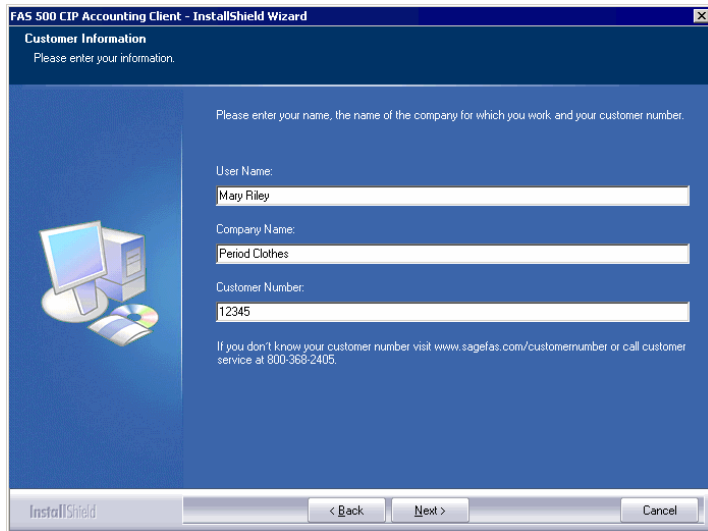 FAS 500 CIP Accounting Client - InstallShield Wizard
Customer Information
Please enter your information.
Please enter your name, the name of the company for which you work and your customer number.
User Name:
Mary Riley
Company Name:
Period Clothes
Customer Number:
12345
If you don't know your customer number visit www.sagefas.com/customernumber or call customer
service at 800-368-2405.
InstallShield
< Back
Next >
Cancel